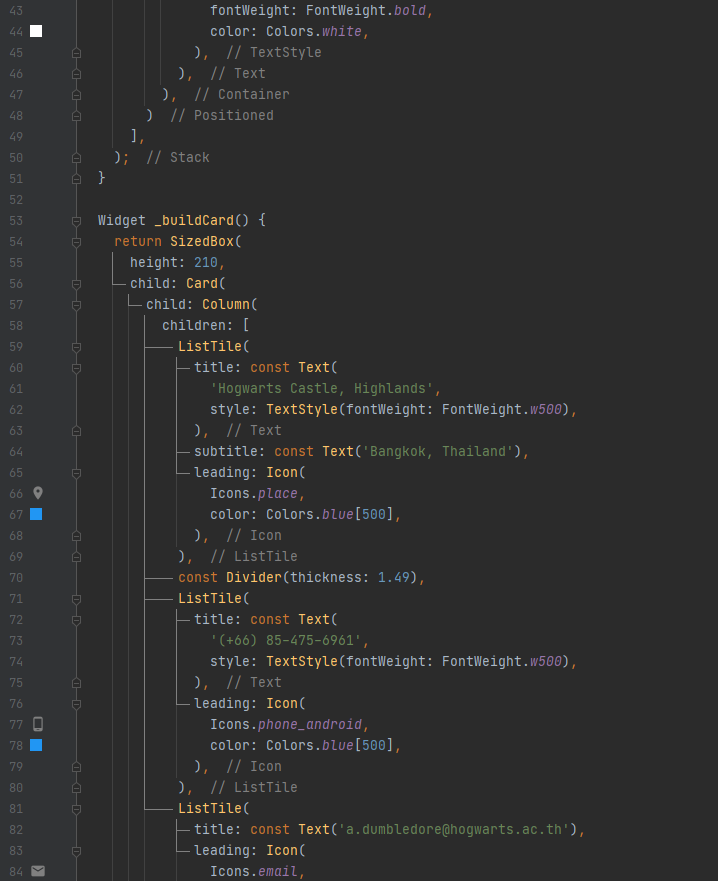 43 fontWeight: FontWeight.bold,
44 color: Colors.white,
45 ), // TextStyle
46 ), // Text
47 ), // Container
48 ) // Positioned
49 ],
50 ); // Stack
51 }
52
53 Widget _buildCard() {
54 return SizedBox(
55 height: 210,
56 child: Card(
57 child: Column(
58 children: [
59 ListTile(
60 title: const Text(
61 'Hogwarts Castle, Highlands',
62 style: TextStyle(fontWeight: FontWeight.w500),
63 ), // Text
64 subtitle: const Text('Bangkok, Thailand'),
65 leading: Icon(
66 Icons.place,
67 color: Colors.blue[500],
68 ), // Icon
69 ), // ListTile
70 const Divider(thickness: 1.49),
71 ListTile(
72 title: const Text(
73 '(+66) 85-475-6961',
74 style: TextStyle(fontWeight: FontWeight.w500),
75 ), // Text
76 leading: Icon(
77 Icons.phone_android,
78 color: Colors.blue[500],
79 ), // Icon
80 ), // ListTile
81 ListTile(
82 title: const Text('a.dumbledore@hogwarts.ac.th'),
83 leading: Icon(
84 Icons.email,